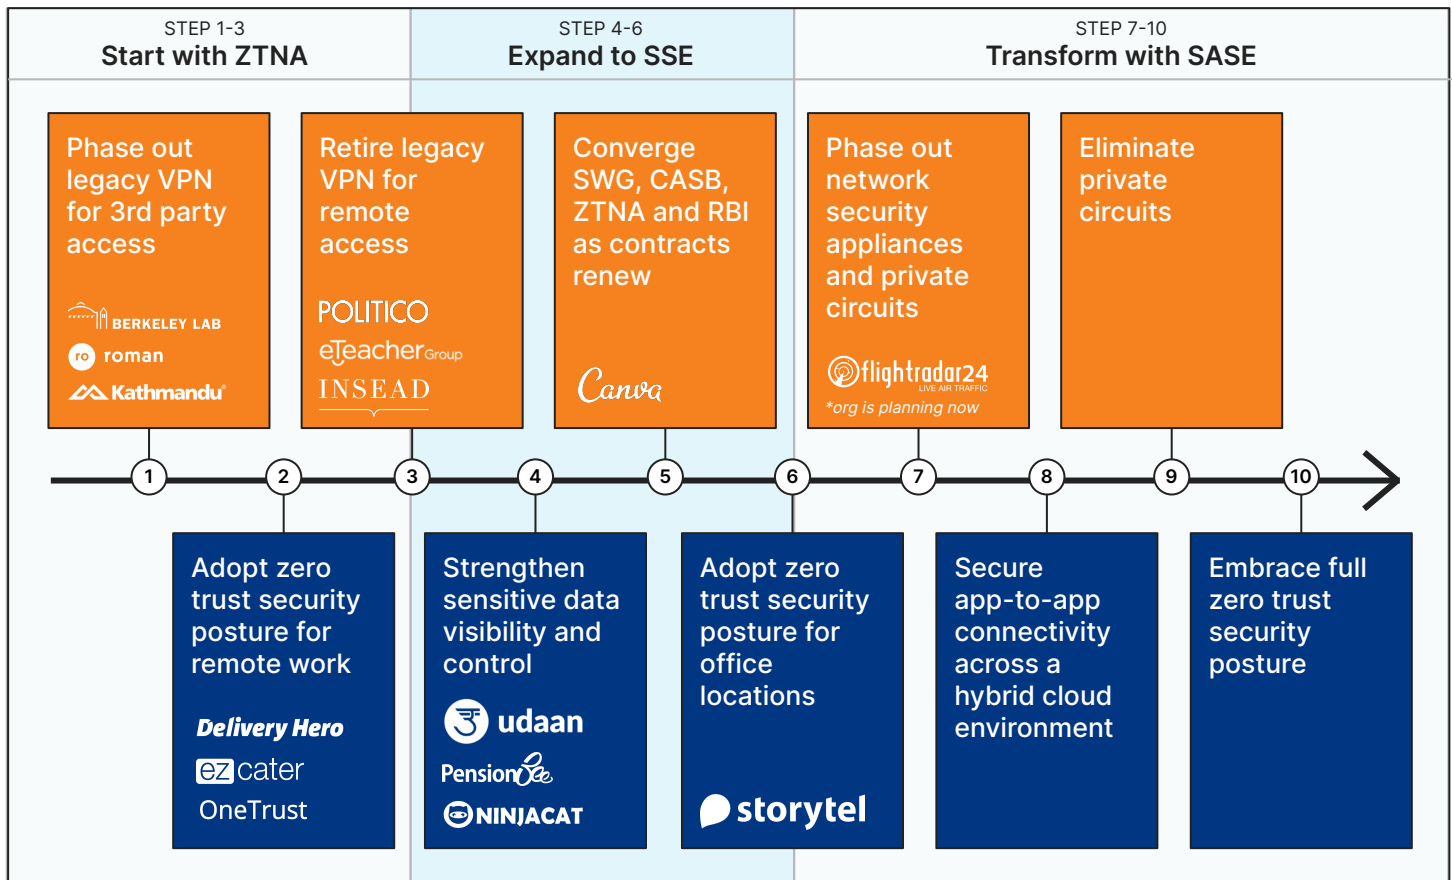 STEP 1-3
Start with ZTNA
STEP 4-6
Expand to SSE
STEP 7-10
Transform with SASE
Phase out
legacy VPN
for 3rd party
access
BERKELEY LAB
ro roman
Kathmandu®
Retire legacy
VPN for
remote
access
POLITICO
eTeacher Group
INSEAD
Converge
SWG, CASB,
ZTNA and RBI
as contracts
renew
Canva
Phase out
network
security
appliances
and private
circuits
flightradar24
LIVE AIR TRAFFIC
*org is planning now
Eliminate
private
circuits
1 2 3 4 5 6 7 8 9 10
Adopt zero
trust security
posture for
remote work
Delivery Hero
ez cater
OneTrust
Strengthen
sensitive data
visibility and
control
उ udaan
PensionBee
NINJACAT
Adopt zero
trust security
posture for
office
locations
storytel
Secure
app-to-app
connectivity
across a
hybrid cloud
environment
Embrace full
zero trust
security
posture